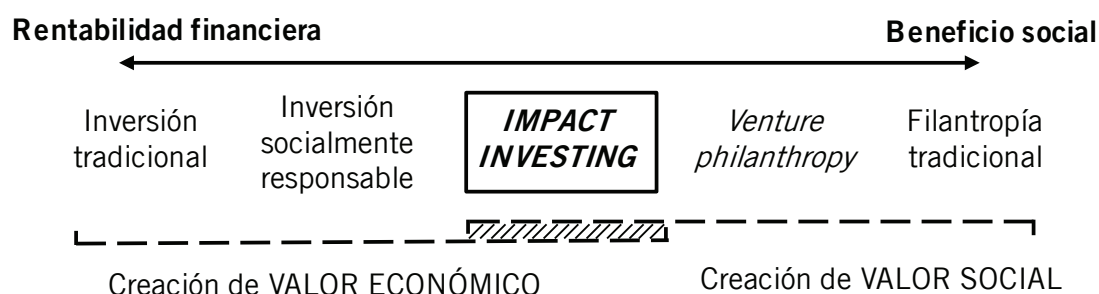 Rentabilidad financiera
Beneficio social
Inversión
tradicional
Inversión
socialmente
responsable
IMPACT
INVESTING
Venture
philanthropy
Filantropía
tradicional
Creación de VALOR ECONÓMICO
Creación de VALOR SOCIAL